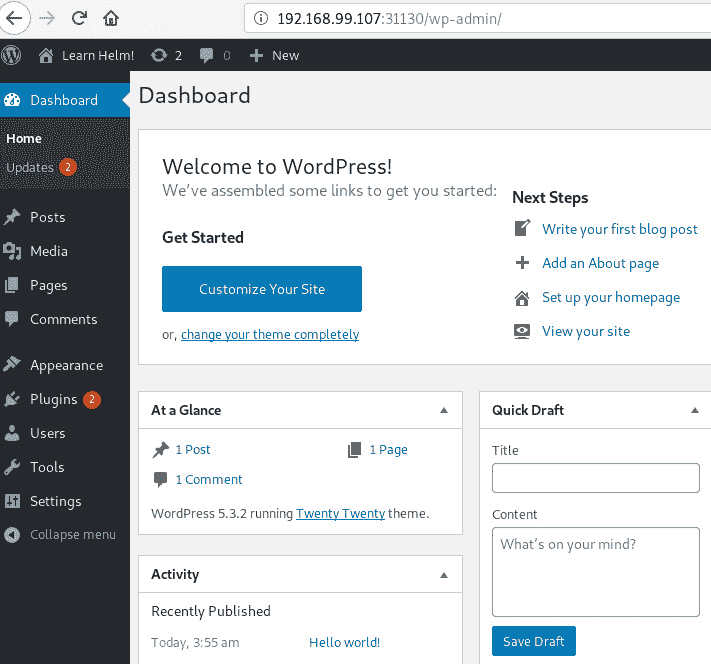 192.168.99.107:31130/wp-admin/
Learn Helm! 2 0 New
Dashboard
Home
Updates 2
Posts
Media
Pages
Comments
Appearance
Plugins 2
Users
Tools
Settings
Collapse menu
Dashboard
Welcome to WordPress!
We've assembled some links to get you started:
Get Started
Customize Your Site
or, change your theme completely
Next Steps
Write your first blog post
Add an About page
Set up your homepage
View your site
At a Glance
1 Post 1 Page
1 Comment
WordPress 5.3.2 running Twenty Twenty theme.
Activity
Recently Published
Today, 3:55 am Hello world!
Quick Draft
Title
Content
What's on your mind?
Save Draft